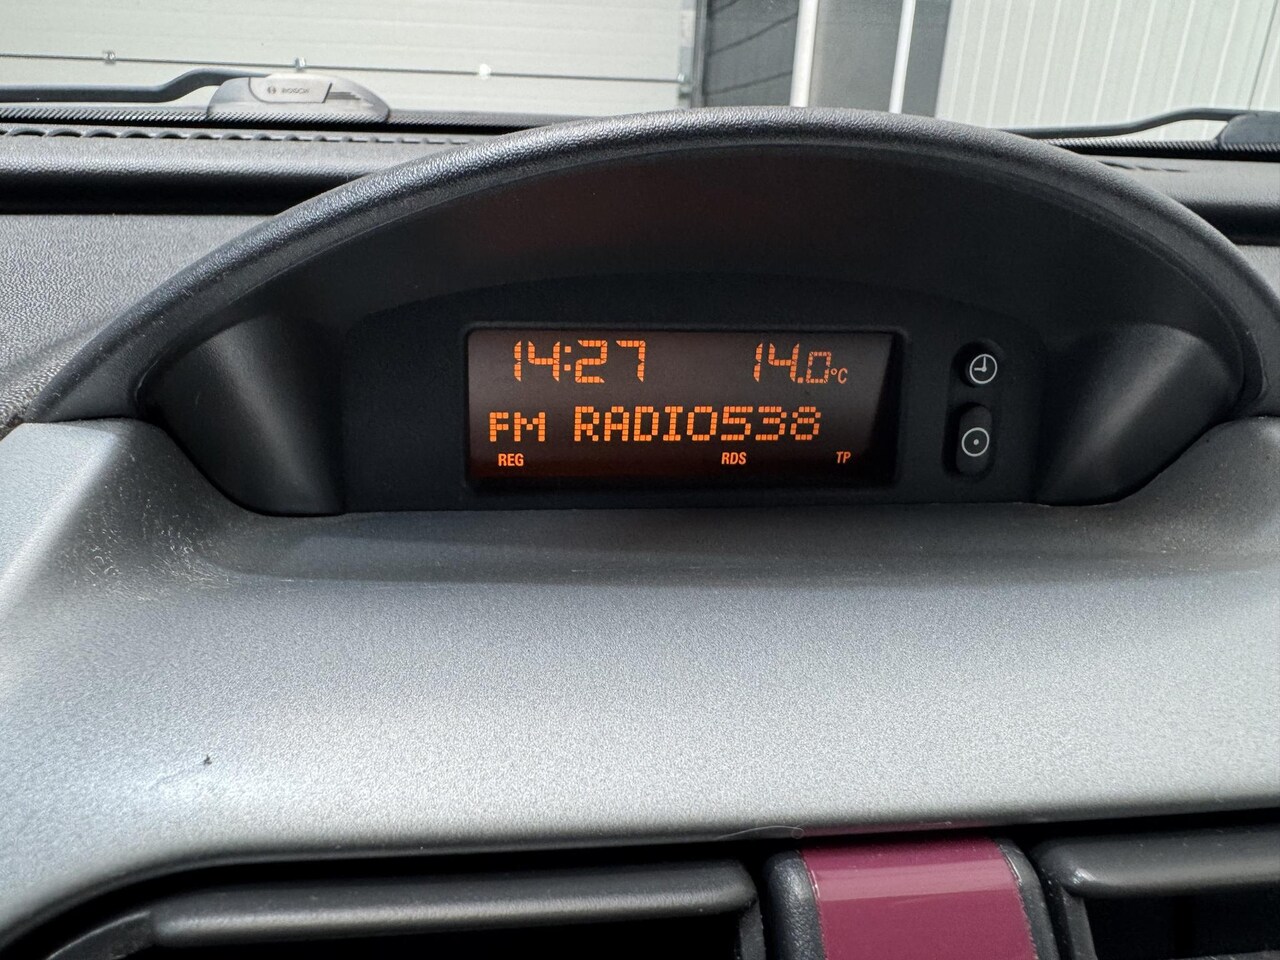 BOSCH
14:27 14.0°C
FM RADIO538
REG RDS TP